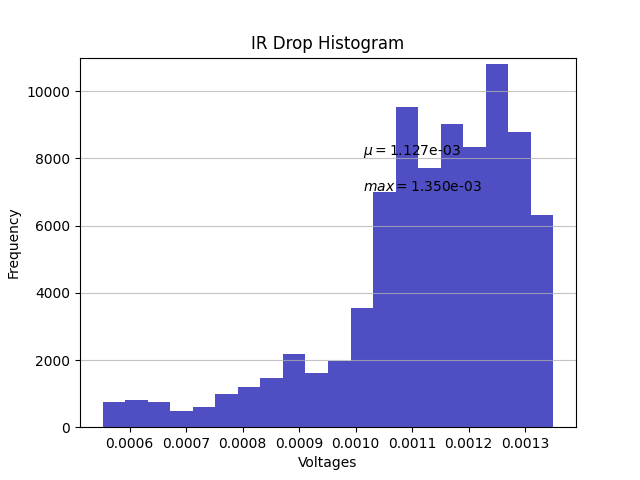 IR Drop Histogram
10000
8000
6000
4000
2000
0
Frequency
μ = 1.127e-03
max = 1.350e-03
0.0006 0.0007 0.0008 0.0009 0.0010 0.0011 0.0012 0.0013
Voltages